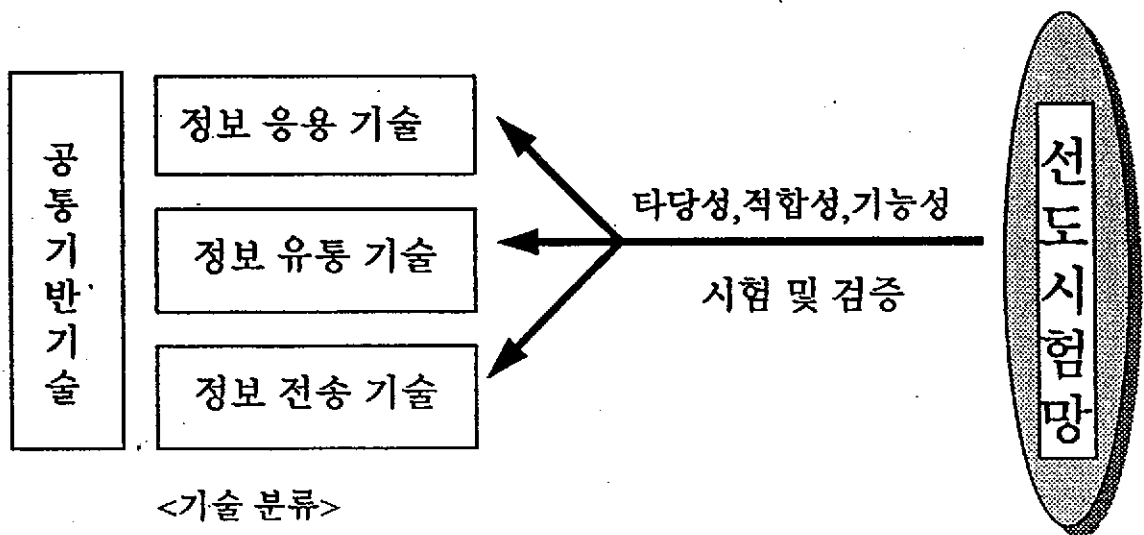 공통기반기술
정보 응용 기술
정보 유통 기술
정보 전송 기술
<기술 분류>
타당성,적합성,기능성
시험 및 검증
선도시험망